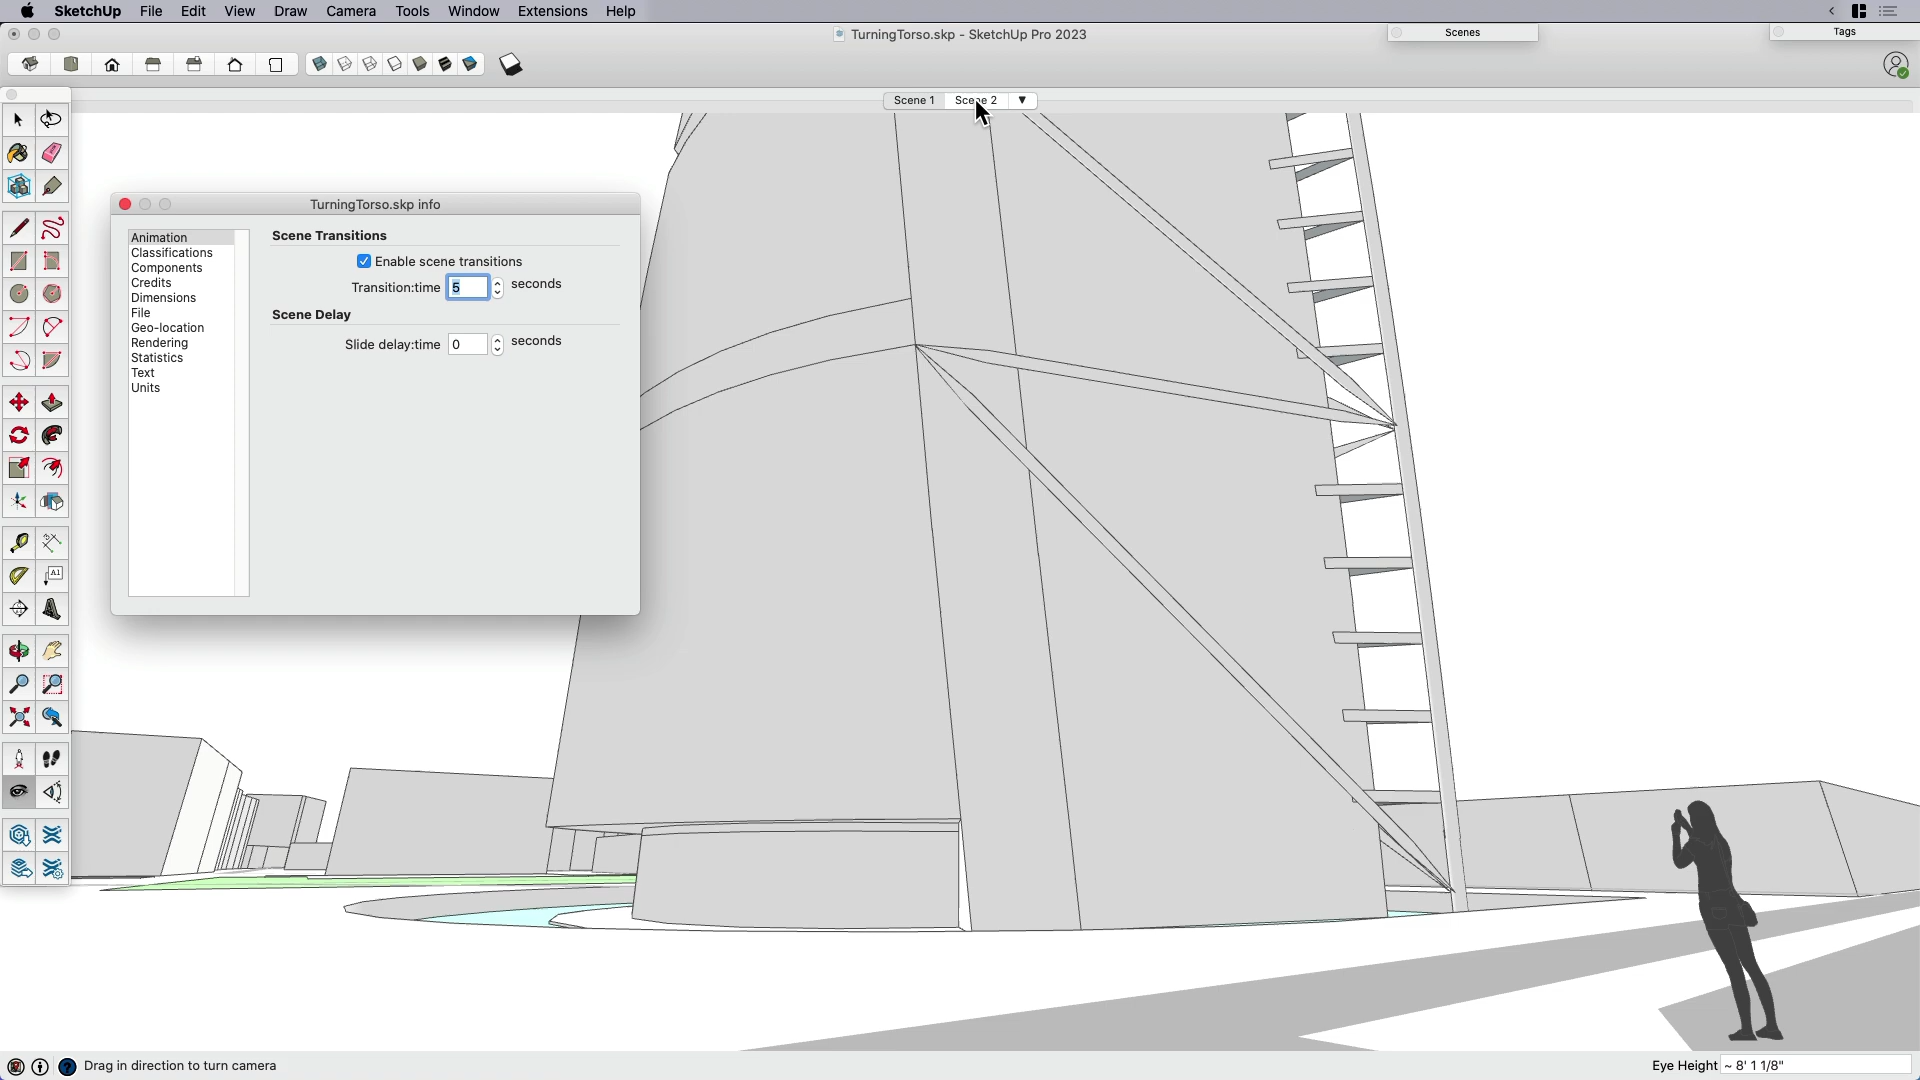 SketchUp File Edit View Draw Camera Tools Window Extensions Help
TurningTorso.skp - SketchUp Pro 2023
Scenes
Tags
Scene 1 Scene 2
TurningTorso.skp info
Animation
Classifications
Components
Credits
Dimensions
File
Geo-location
Rendering
Statistics
Text
Units
Scene Transitions
Enable scene transitions
Transition:time 5 seconds
Scene Delay
Slide delay:time 0 seconds
A1
Drag in direction to turn camera
Eye Height ~ 8' 1 1/8"